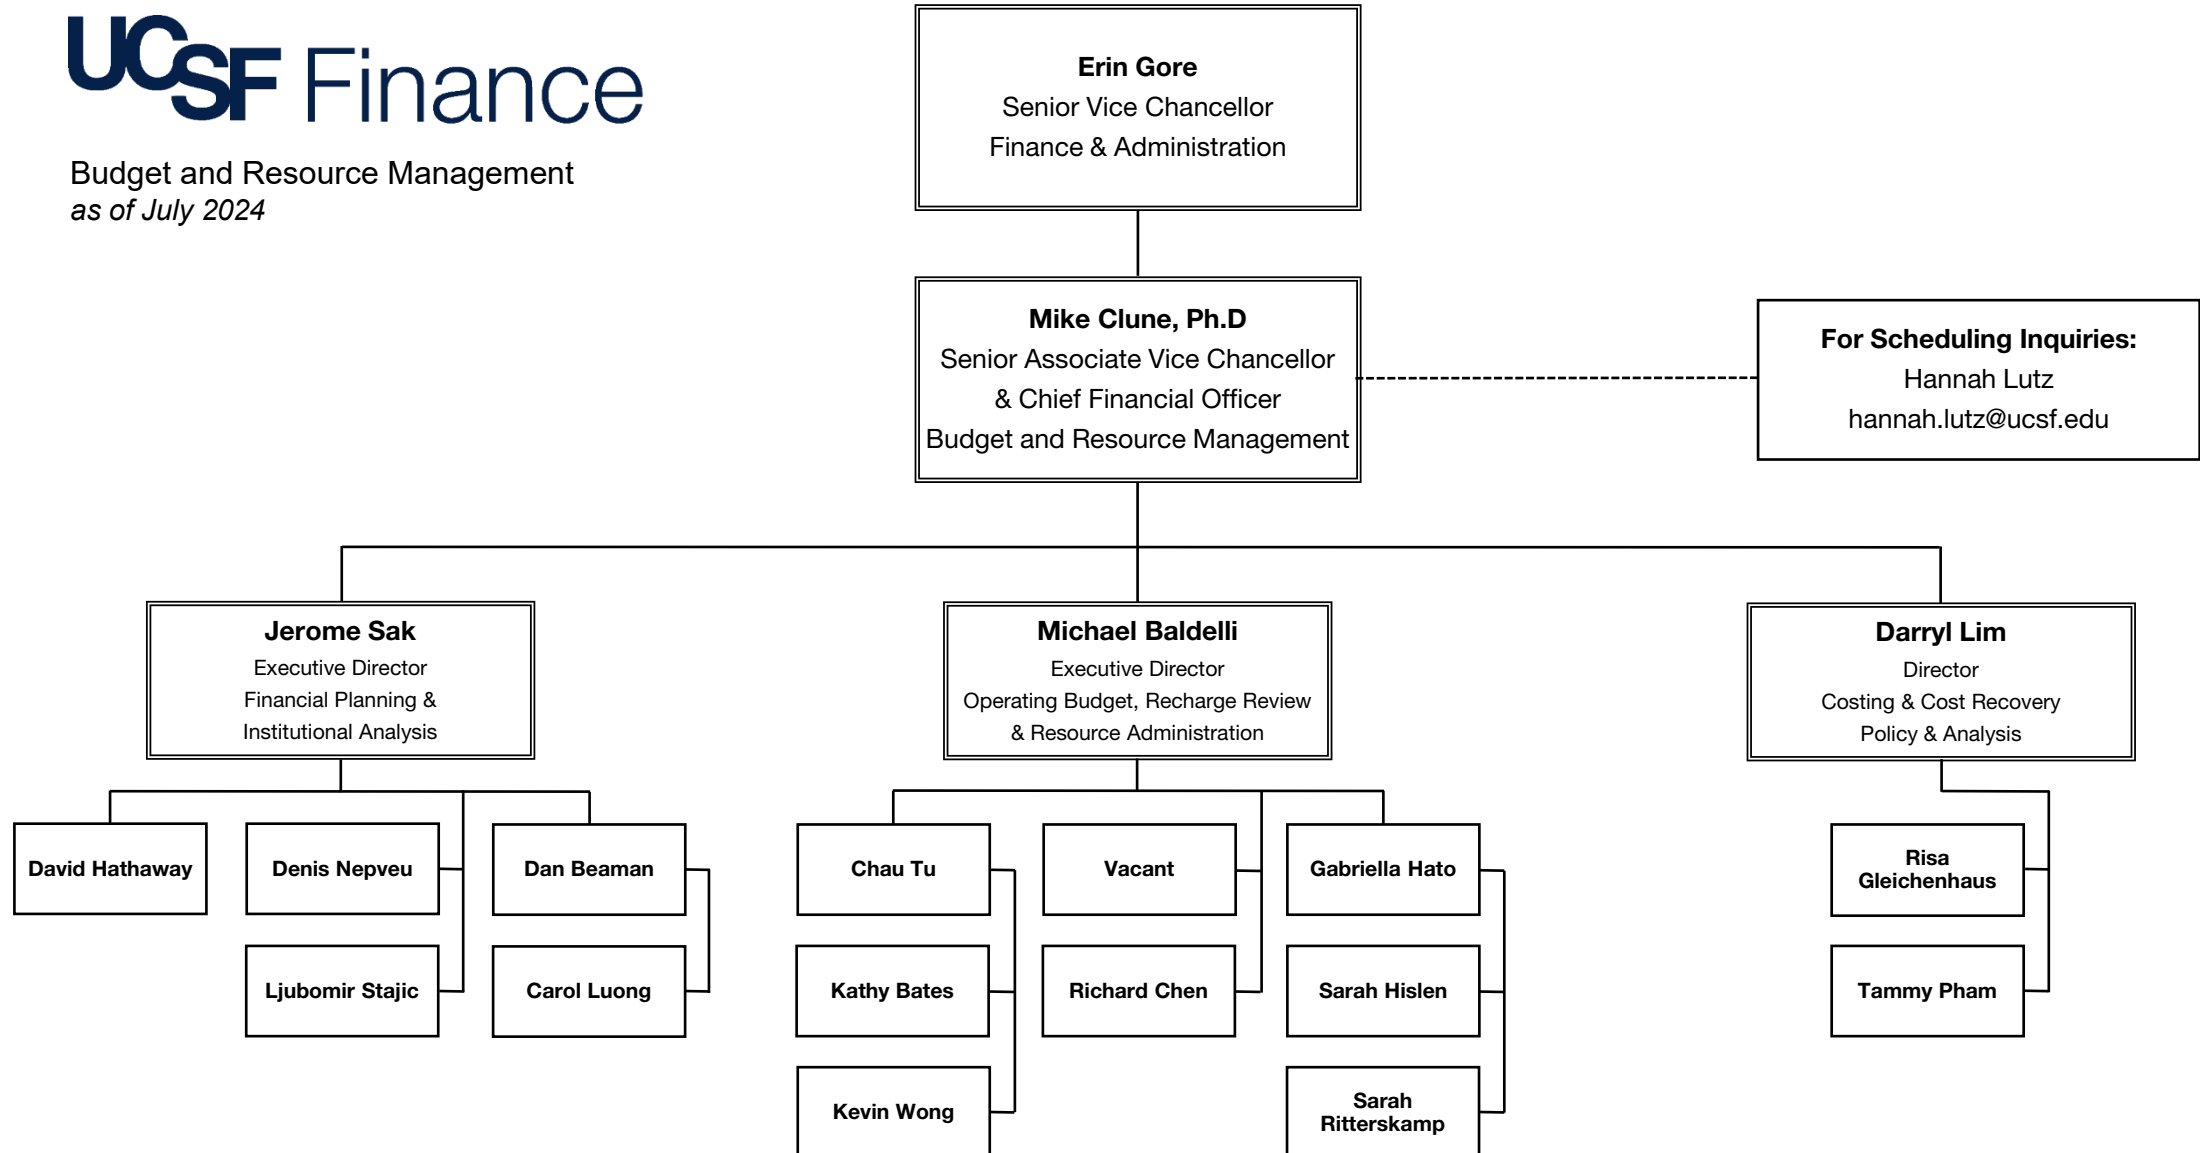 UCSF Finance
Budget and Resource Management
as of July 2024
Erin Gore
Senior Vice Chancellor
Finance & Administration
Mike Clune, Ph.D
Senior Associate Vice Chancellor
& Chief Financial Officer
Budget and Resource Management
For Scheduling Inquiries:
Hannah Lutz
hannah.lutz@ucsf.edu
Jerome Sak
Executive Director
Financial Planning &
Institutional Analysis
Michael Baldelli
Executive Director
Operating Budget, Recharge Review
& Resource Administration
Darryl Lim
Director
Costing & Cost Recovery
Policy & Analysis
David Hathaway
Denis Nepveu
Dan Beaman
Chau Tu
Vacant
Gabriella Hato
Risa
Gleichenhaus
Ljubomir Stajic
Carol Luong
Kathy Bates
Richard Chen
Sarah Hislen
Tammy Pham
Kevin Wong
Sarah
Ritterskamp